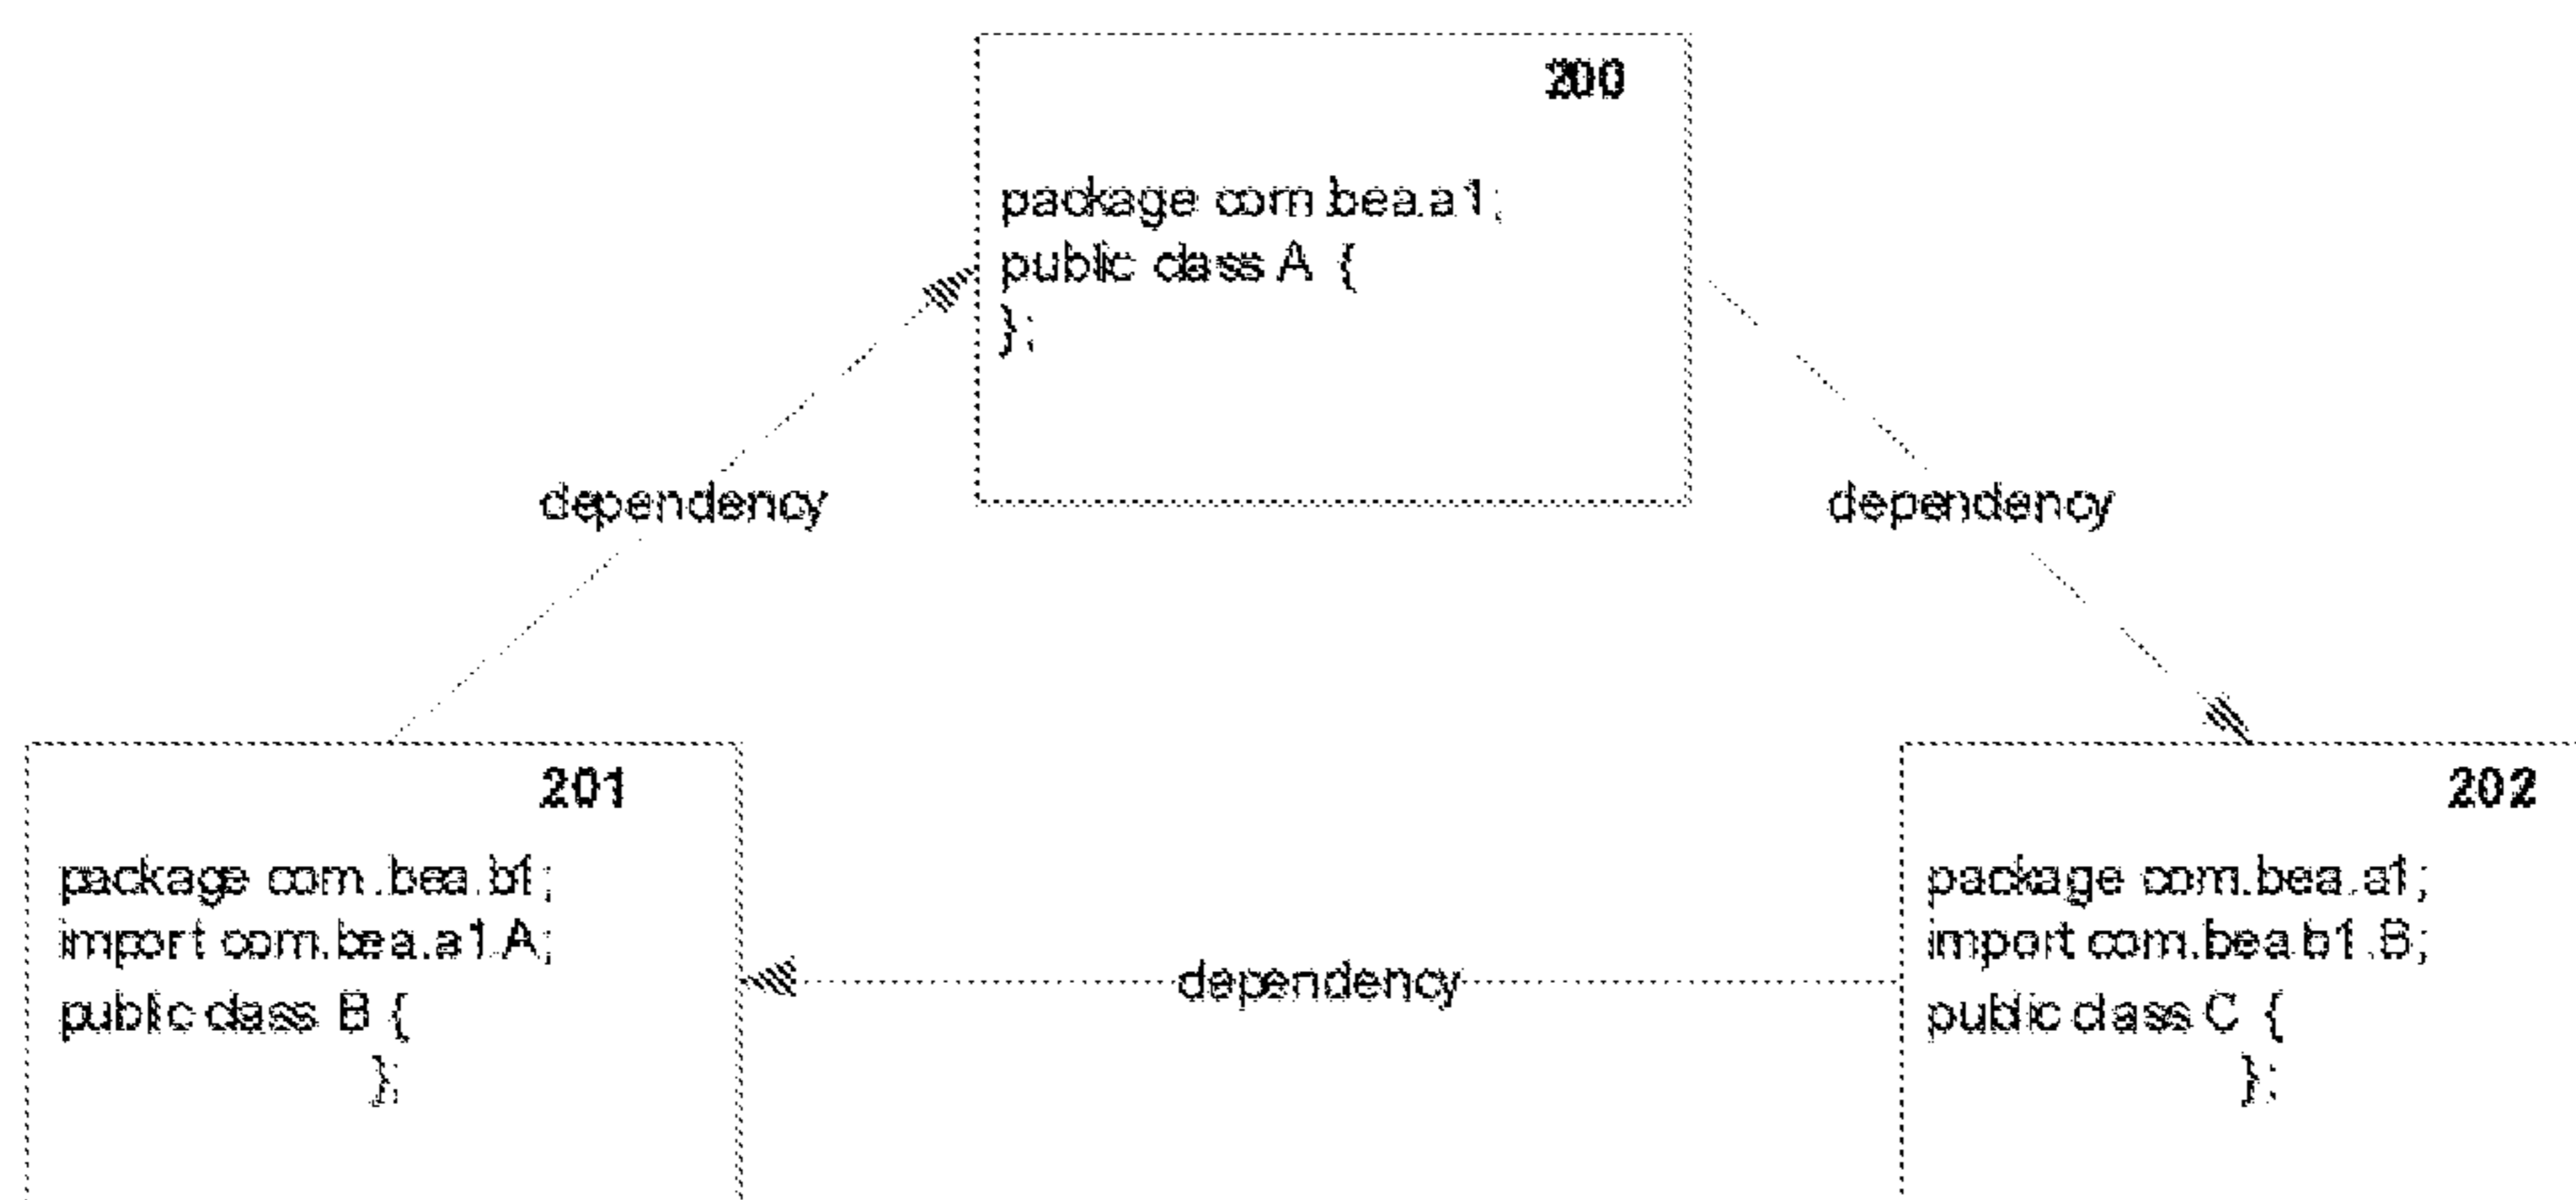 200
package com.bea.a1;
public class A {
};
dependency
dependency
201
package com.bea.b1;
import com.bea.a1.A;
public class B {
};
dependency
202
package com.bea.a1;
import com.bea.b1.B;
public class C {
};